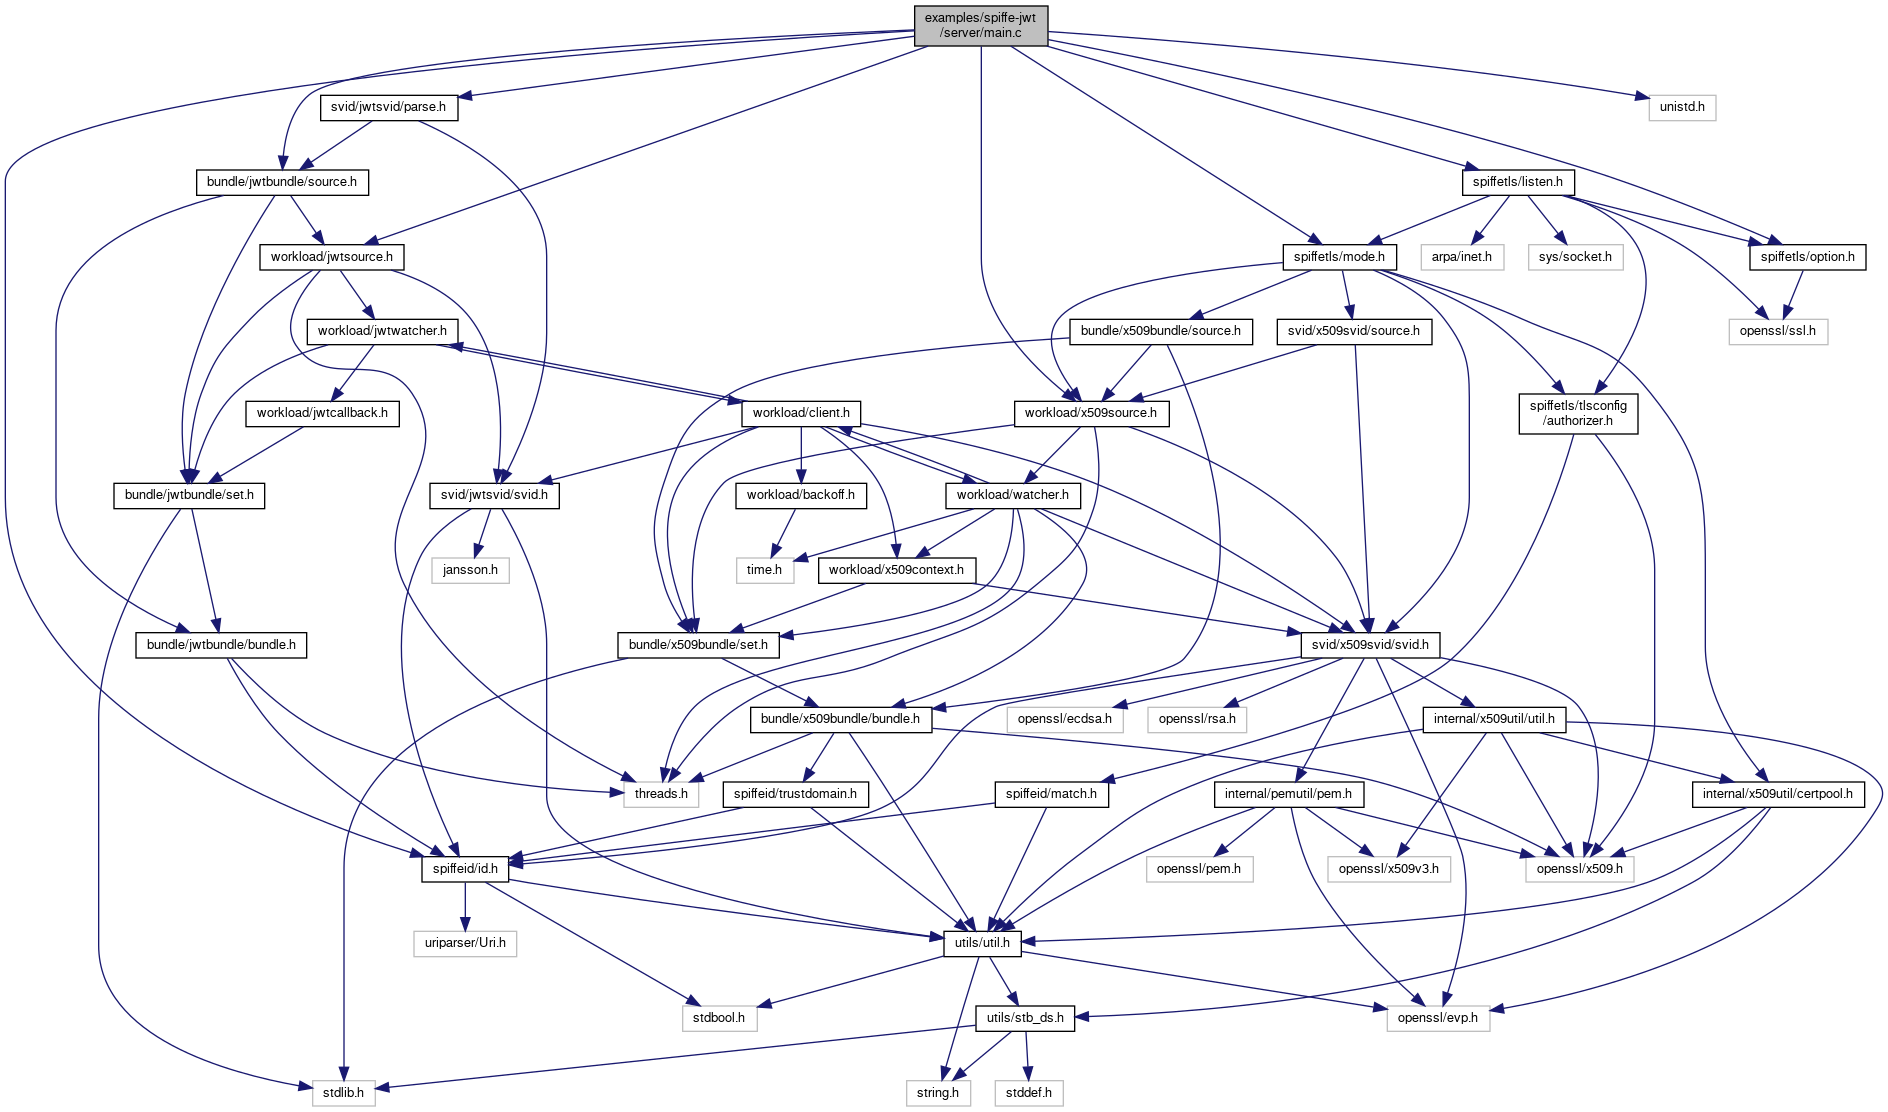 examples/spiffe-jwt
/server/main.c
svid/jwtsvid/parse.h
unistd.h
bundle/jwtbundle/source.h
spiffetls/listen.h
workload/jwtsource.h
spiffetls/mode.h
arpa/inet.h
sys/socket.h
spiffetls/option.h
workload/jwtwatcher.h
bundle/x509bundle/source.h
svid/x509svid/source.h
openssl/ssl.h
workload/jwtcallback.h
workload/client.h
workload/x509source.h
spiffetls/tlsconfig
/authorizer.h
bundle/jwtbundle/set.h
svid/jwtsvid/svid.h
workload/backoff.h
workload/watcher.h
jansson.h
time.h
workload/x509context.h
bundle/jwtbundle/bundle.h
bundle/x509bundle/set.h
svid/x509svid/svid.h
bundle/x509bundle/bundle.h
openssl/ecdsa.h
openssl/rsa.h
internal/x509util/util.h
threads.h
spiffeid/trustdomain.h
spiffeid/match.h
internal/pemutil/pem.h
internal/x509util/certpool.h
spiffeid/id.h
openssl/pem.h
openssl/x509v3.h
openssl/x509.h
uriparser/Uri.h
utils/util.h
stdbool.h
utils/stb_ds.h
openssl/evp.h
stdlib.h
string.h
stddef.h